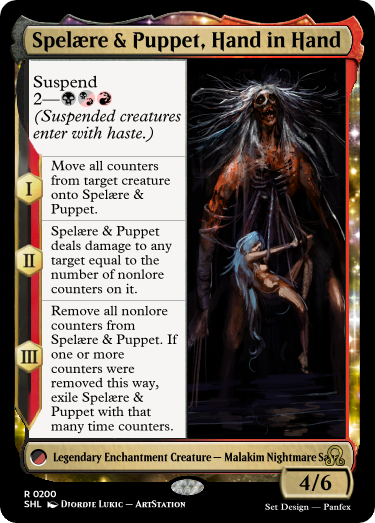 Spelære & Puppet, Hand in Hand
Suspend
2—
(Suspended creatures
enter with haste.)
I
Move all counters
from target creature
onto Spelære &
Puppet.
II
Spelære & Puppet
deals damage to any
target equal to the
number of nonlore
counters on it.
III
Remove all nonlore
counters from
Spelære & Puppet. If
one or more
counters were
removed this way,
exile Spelære &
Puppet with that
many time counters.
Legendary Enchantment Creature — Malakim Nightmare
4/6
R 0200
SHL Djordje Lukic — ArtStation
Set Design — Panfex